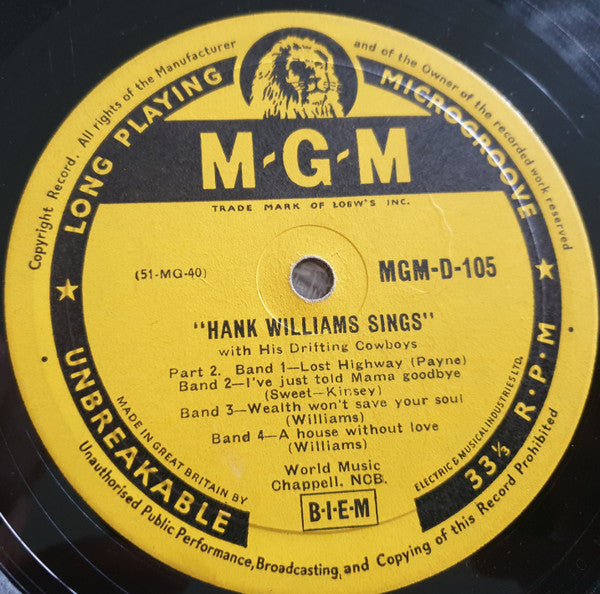 Copyright Record. All rights of the Manufacturer and of the Owner of the recorded work reserved
LONG PLAYING
MICROGROOVE
M-G-M
TRADE MARK OF LOEW'S INC.
(51-MG-40)
MGM-D-105
"HANK WILLIAMS SINGS"
with His Drifting Cowboys
Part 2. Band 1—Lost Highway (Payne)
Band 2—I've just told Mama goodbye
(Sweet—Kinsey)
Band 3—Wealth won't save your soul
(Williams)
Band 4—A house without love
(Williams)
World Music
Chappell. NCB.
B·I·E·M
UNBREAKABLE
33⅓ R·P·M
MADE IN GREAT BRITAIN BY
ELECTRIC & MUSICAL INDUSTRIES LTD.
Unauthorised Public Performance, Broadcasting, and Copying of this Record Prohibited